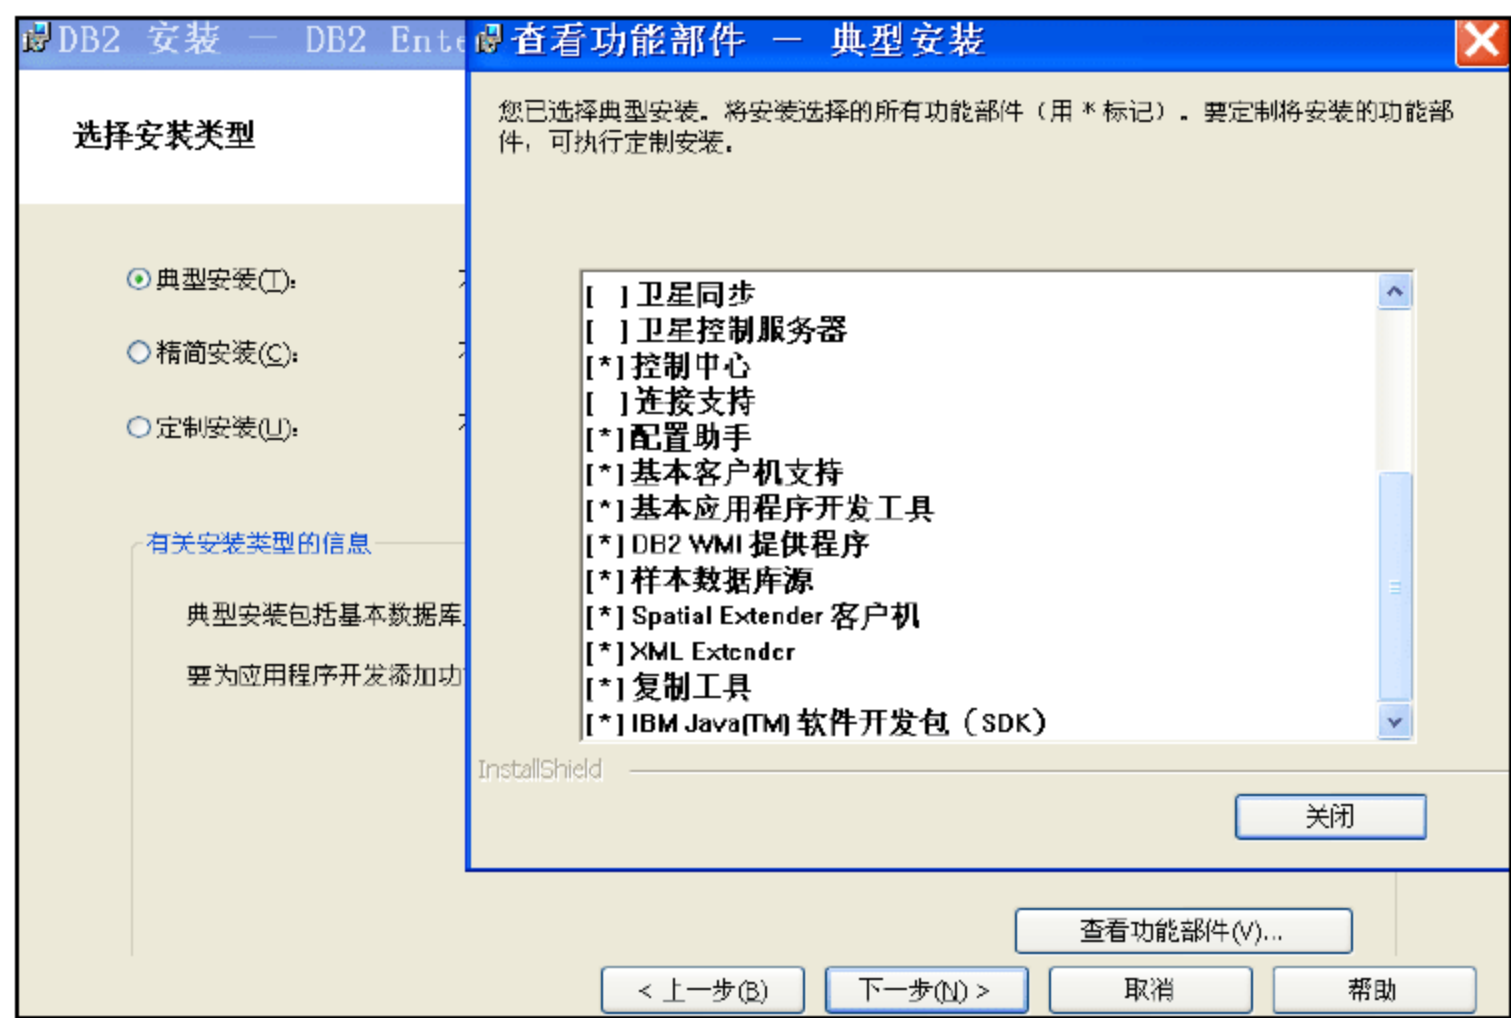 DB2 安装 - DB2 Ente
查看功能部件 - 典型安装
选择安装类型
您已选择典型安装。将安装选择的所有功能部件（用 * 标记）. 要定制将安装的功能部
件, 可执行定制安装.
典型安装(T):
精简安装(C):
定制安装(U):
[ ] 卫星同步
[ ] 卫星控制服务器
[*] 控制中心
[ ] 连接支持
[*] 配置助手
[*] 基本客户机支持
[*] 基本应用程序开发工具
[*] DB2 WMI 提供程序
[*] 样本数据库源
[*] Spatial Extender 客户机
[*] XML Extender
[*] 复制工具
[*] IBM Java(TM) 软件开发包（SDK）
有关安装类型的信息
典型安装包括基本数据库
要为应用程序开发添加功
InstallShield
关闭
查看功能部件(V)...
< 上一步(B)
下一步(N) >
取消
帮助